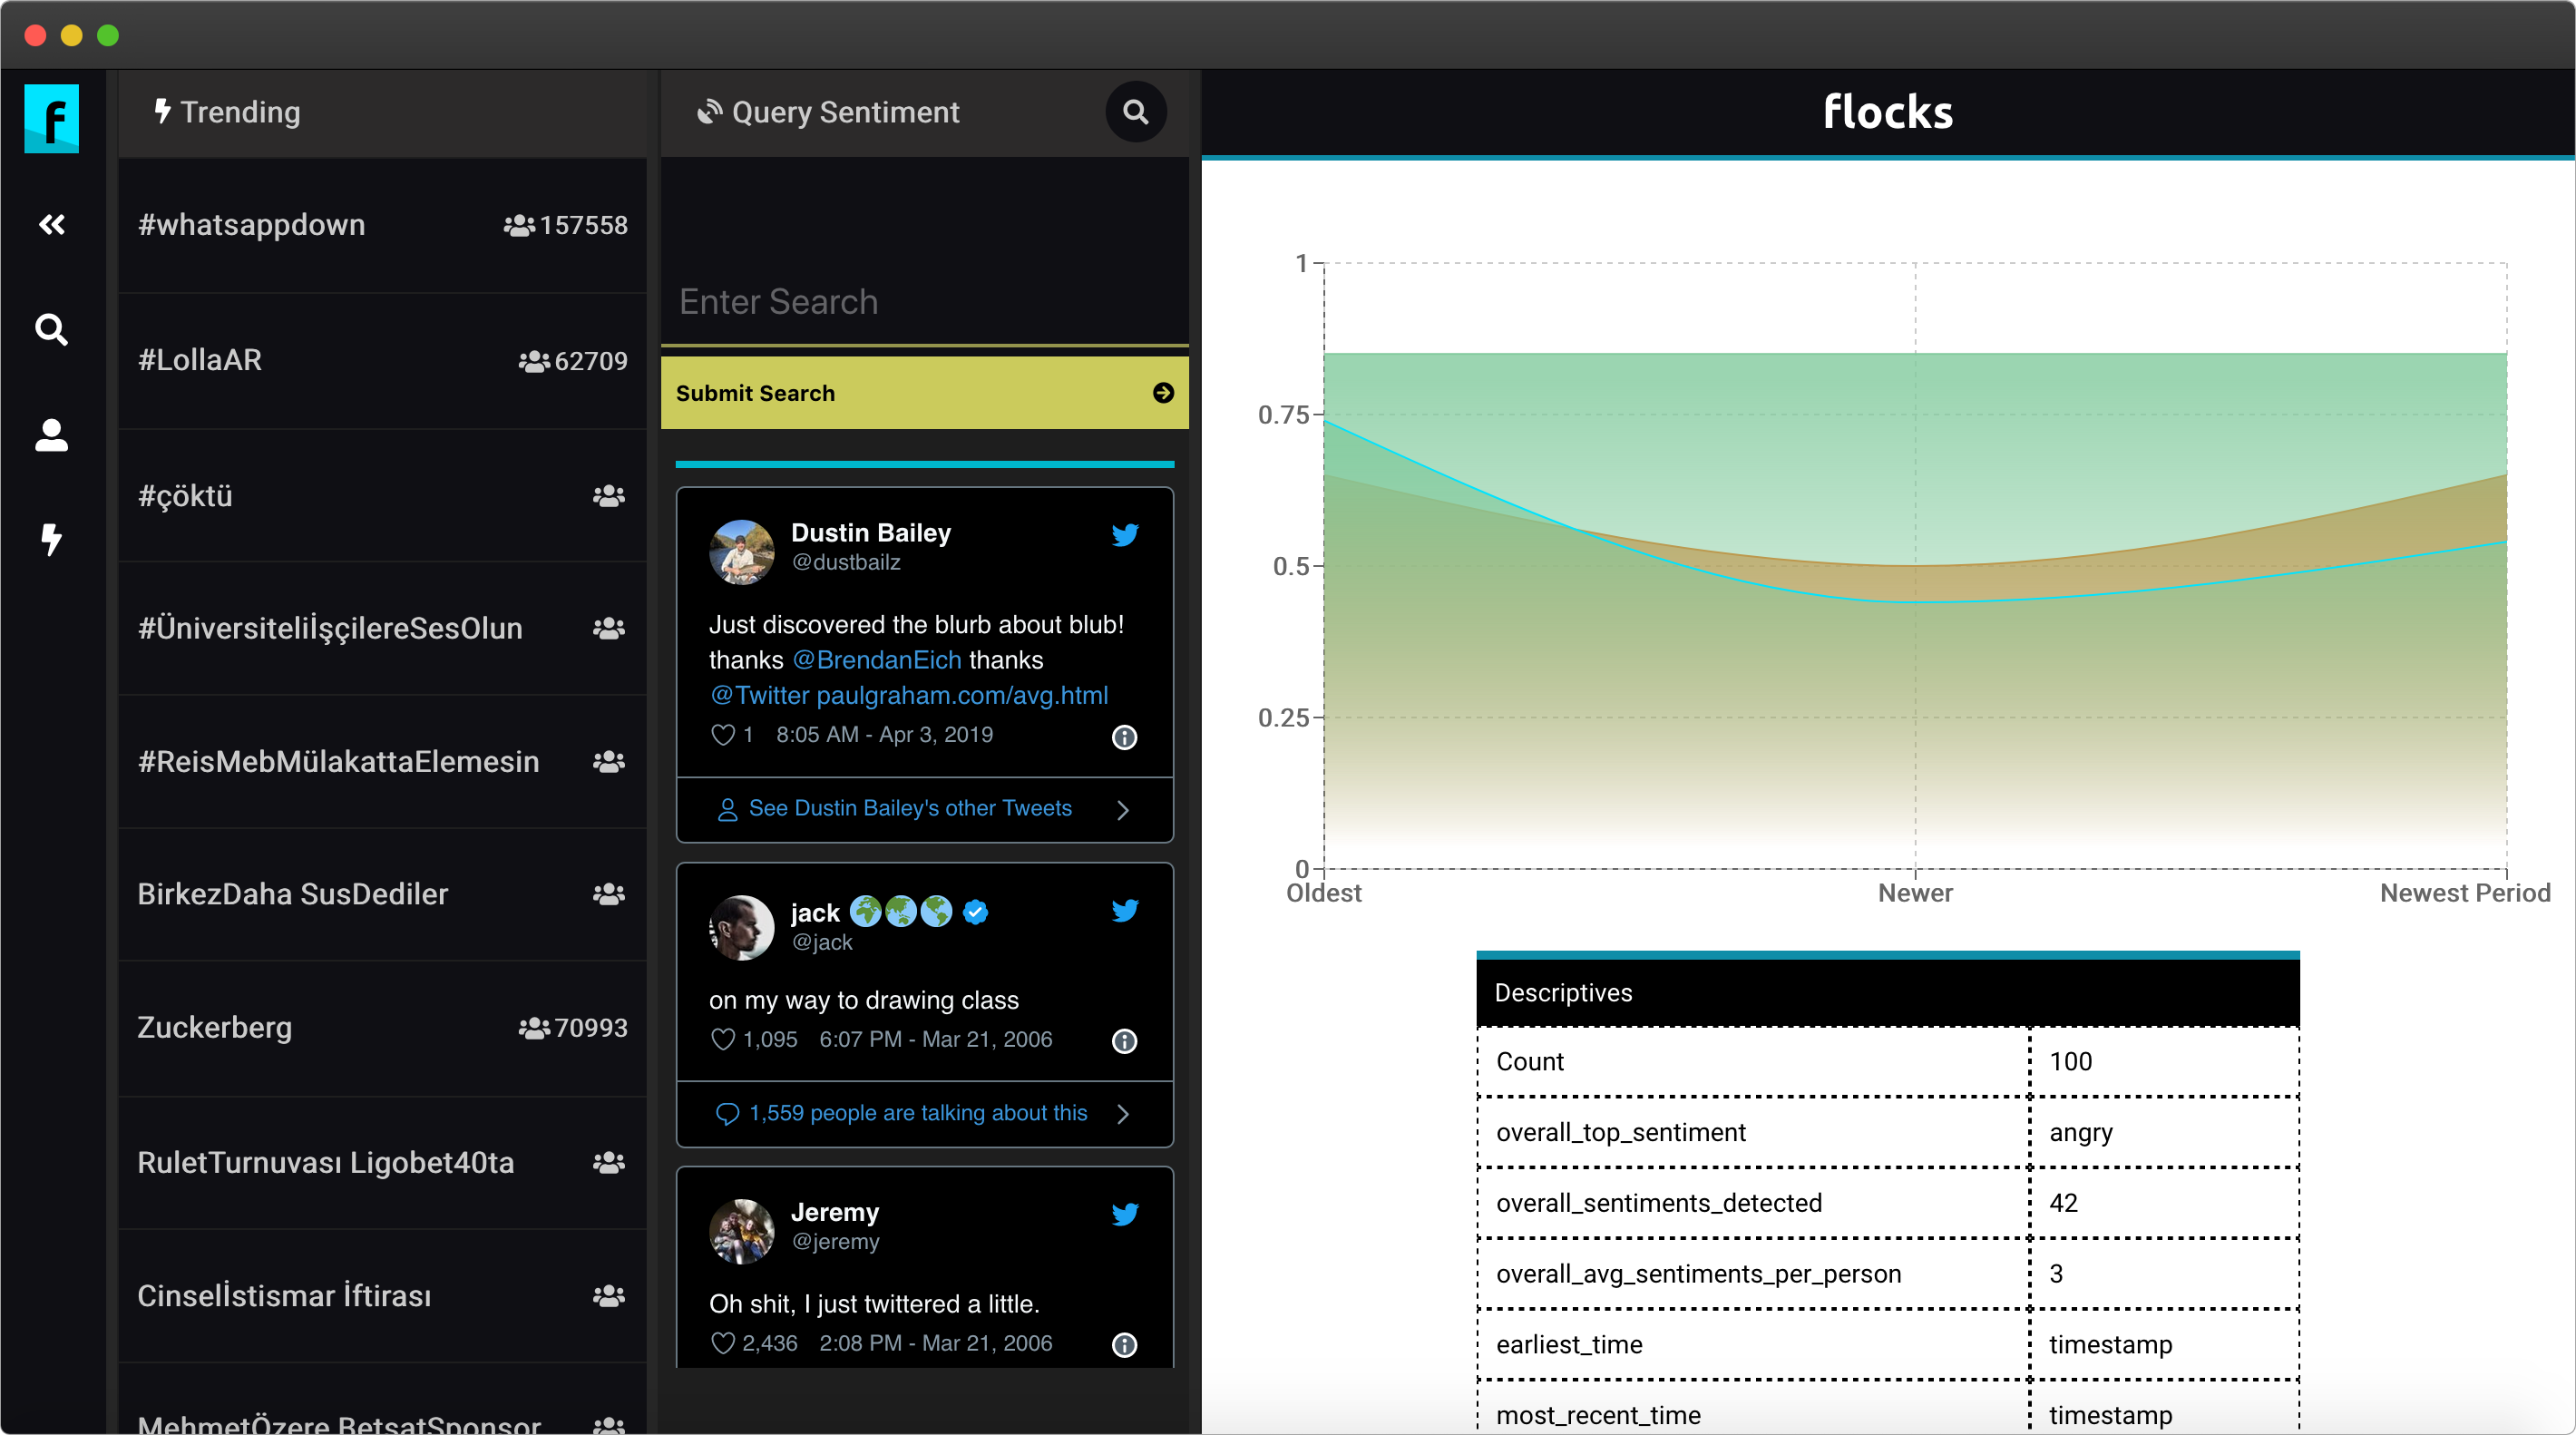 f
Trending
#whatsappdown 157558
#LollaAR 62709
#çöktü
#ÜniversiteliİşçilereSesOlun
#ReisMebMülakattaElemesin
BirkezDaha SusDediler
Zuckerberg 70993
RuletTurnuvası Ligobet40ta
Cinselİstismar İftirası
MehmetÖzere BetsatSponsor
Query Sentiment
Enter Search
Submit Search
Dustin Bailey
@dustbailz
Just discovered the blurb about blub!
thanks @BrendanEich thanks
@Twitter paulgraham.com/avg.html
1 8:05 AM - Apr 3, 2019
See Dustin Bailey's other Tweets
jack
@jack
on my way to drawing class
1,095 6:07 PM - Mar 21, 2006
1,559 people are talking about this
Jeremy
@jeremy
Oh shit, I just twittered a little.
2,436 2:08 PM - Mar 21, 2006
flocks
1
0.75
0.5
0.25
0
Oldest Newer Newest Period
Descriptives
Count 100
overall_top_sentiment angry
overall_sentiments_detected 42
overall_avg_sentiments_per_person 3
earliest_time timestamp
most_recent_time timestamp